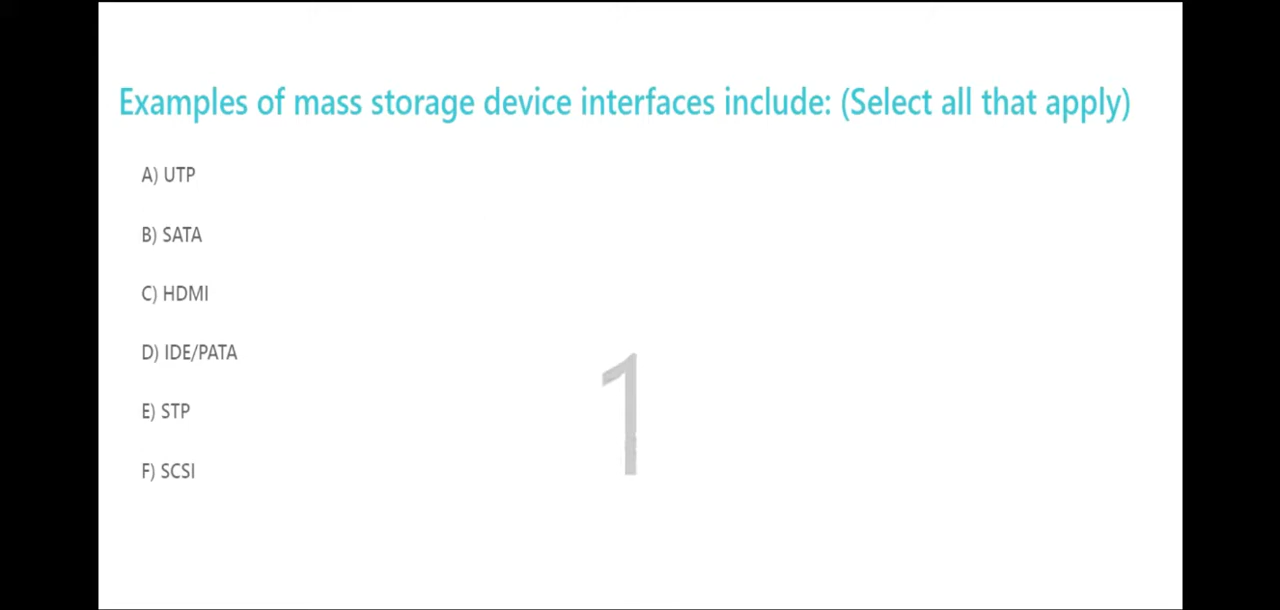 Examples of mass storage device interfaces include: (Select all that apply)
A) UTP
B) SATA
C) HDMI
D) IDE/PATA
E) STP
F) SCSI
1